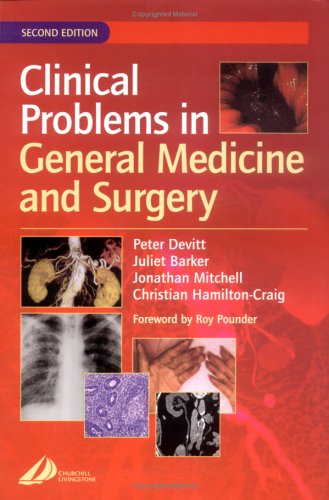 SECOND EDITION
Clinical
Problems in
General Medicine
and Surgery
Peter Devitt
Juliet Barker
Jonathan Mitchell
Christian Hamilton-Craig
Foreword by Roy Pounder
CHURCHILL
LIVINGSTONE